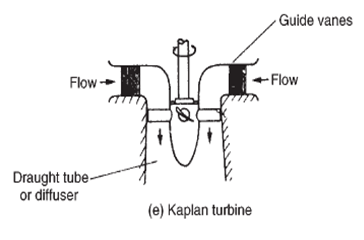 Guide vanes
Flow
Flow
Draught tube
or diffuser
(e) Kaplan turbine